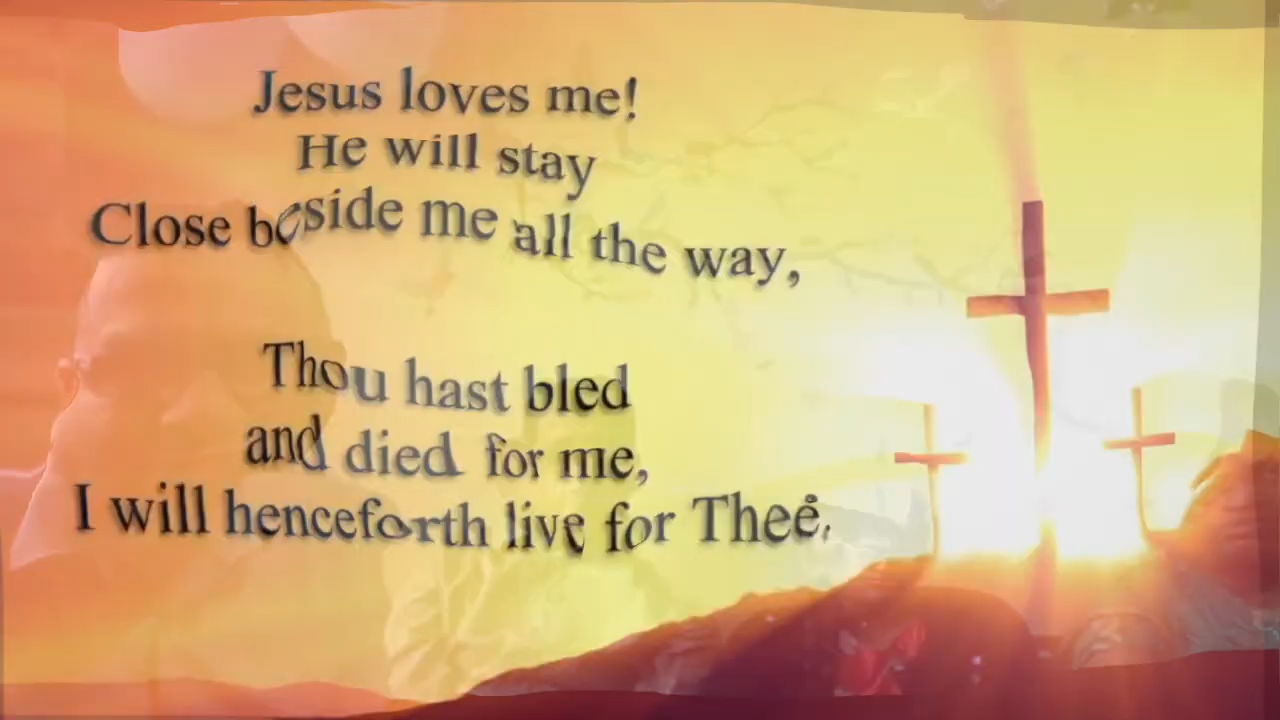 Jesus loves me!
He will stay
Close beside me all the way,
Thou hast bled
and died for me,
I will henceforth live for Thee.